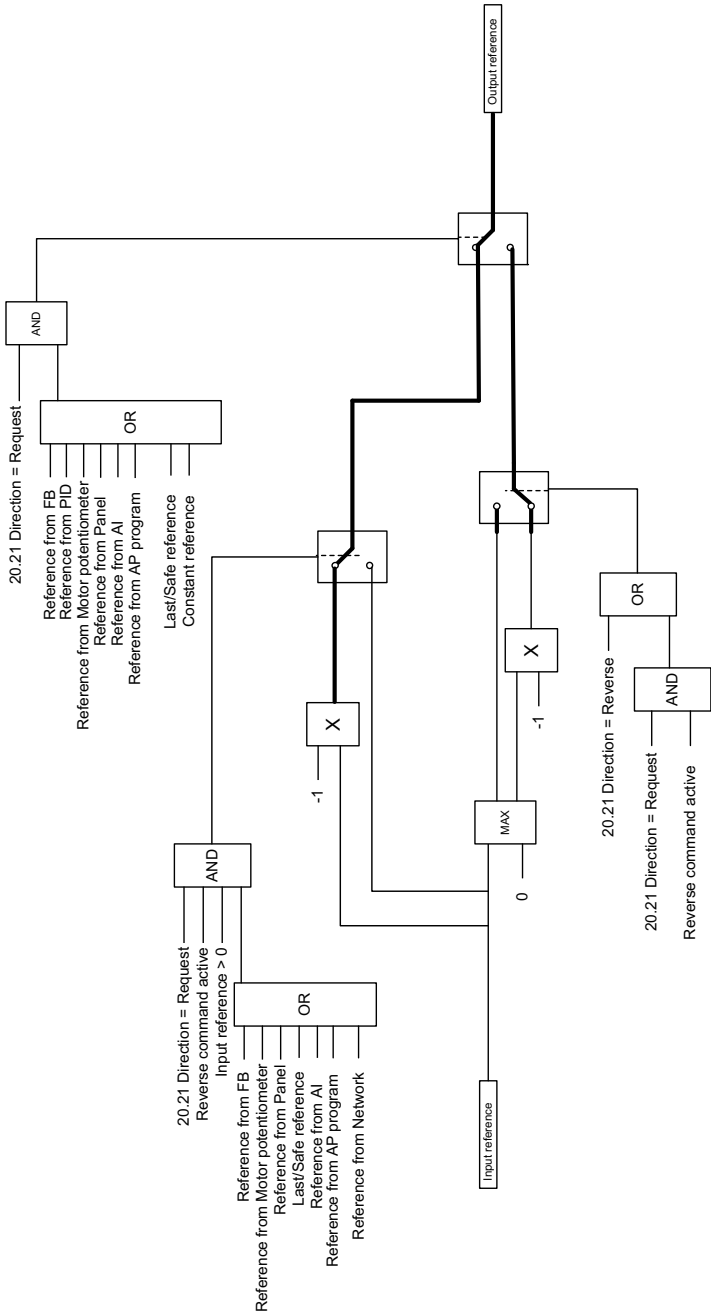 20.21 Direction = Request
AND
Reference from FB
Reference from PID
Reference from Motor potentiometer
Reference from Panel
Reference from AI
Reference from AP program
Last/Safe reference
Constant reference
OR
Output reference
20.21 Direction = Request
Reverse command active
Input reference > 0
AND
Reference from FB
Reference from Motor potentiometer
Reference from Panel
Last/Safe reference
Reference from AI
Reference from AP program
Reference from Network
OR
-1
X
Input reference
MAX
0
X
-1
20.21 Direction = Reverse
OR
20.21 Direction = Request
Reverse command active
AND